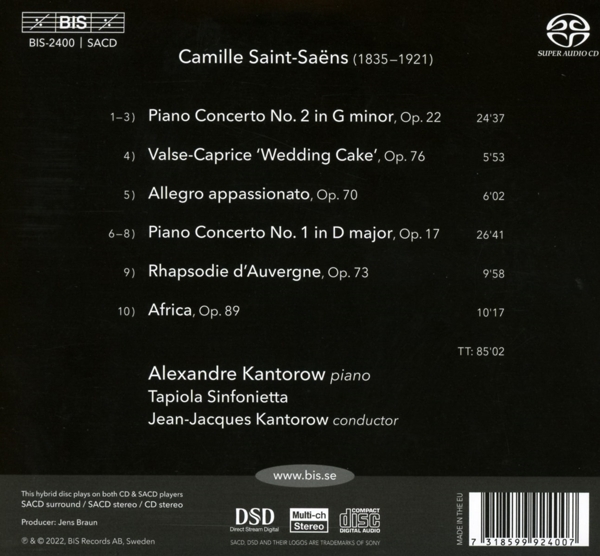 BIS
BIS-2400 | SACD
SUPER AUDIO CD
Camille Saint-Saëns (1835–1921)
1–3) Piano Concerto No. 2 in G minor, Op. 22 24'37
4) Valse-Caprice ‘Wedding Cake’, Op. 76 5'53
5) Allegro appassionato, Op. 70 6'02
6–8) Piano Concerto No. 1 in D major, Op. 17 26'41
9) Rhapsodie d’Auvergne, Op. 73 9'58
10) Africa, Op. 89 10'17
TT: 85'02
Alexandre Kantorow piano
Tapiola Sinfonietta
Jean-Jacques Kantorow conductor
www.bis.se
This hybrid disc plays on both CD & SACD players
SACD surround / SACD stereo / CD stereo
Producer: Jens Braun
℗ & © 2022, BIS Records AB, Sweden
DSD
Direct Stream Digital
Multi-ch
Stereo
COMPACT
disc
DIGITAL AUDIO
SACD, DSD AND THEIR LOGOS ARE TRADEMARKS OF SONY
MADE IN THE EU
7 318599 924007